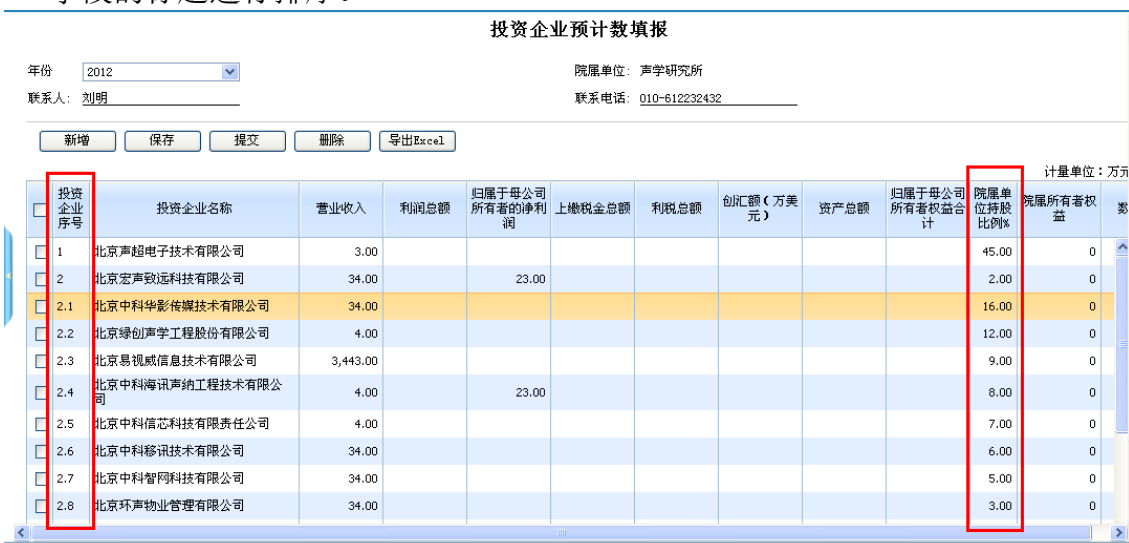 投资企业预计数填报
年份 2012 院属单位: 声学研究所
联系人: 刘明 联系电话: 010-612232432
新增 保存 提交 删除 导出Excel
计量单位:万元
投资企业序号 投资企业名称 营业收入 利润总额 归属于母公司所有者的净利润 上缴税金总额 利税总额 创汇额(万美元) 资产总额 归属于母公司所有者权益合计 院属单位持股比例% 院属所有者权益 数
1 北京声超电子技术有限公司 3.00 45.00 0
2 北京宏声致远科技有限公司 34.00 23.00 2.00 0
2.1 北京中科华影传媒技术有限公司 34.00 16.00 0
2.2 北京绿创声学工程股份有限公司 4.00 12.00 0
2.3 北京易视威信息技术有限公司 3,443.00 9.00 0
2.4 北京中科海讯声纳工程技术有限公司 4.00 23.00 8.00 0
2.5 北京中科信芯科技有限责任公司 4.00 7.00 0
2.6 北京中科移讯技术有限公司 34.00 6.00 0
2.7 北京中科智网科技有限公司 34.00 5.00 0
2.8 北京环声物业管理有限公司 34.00 3.00 0